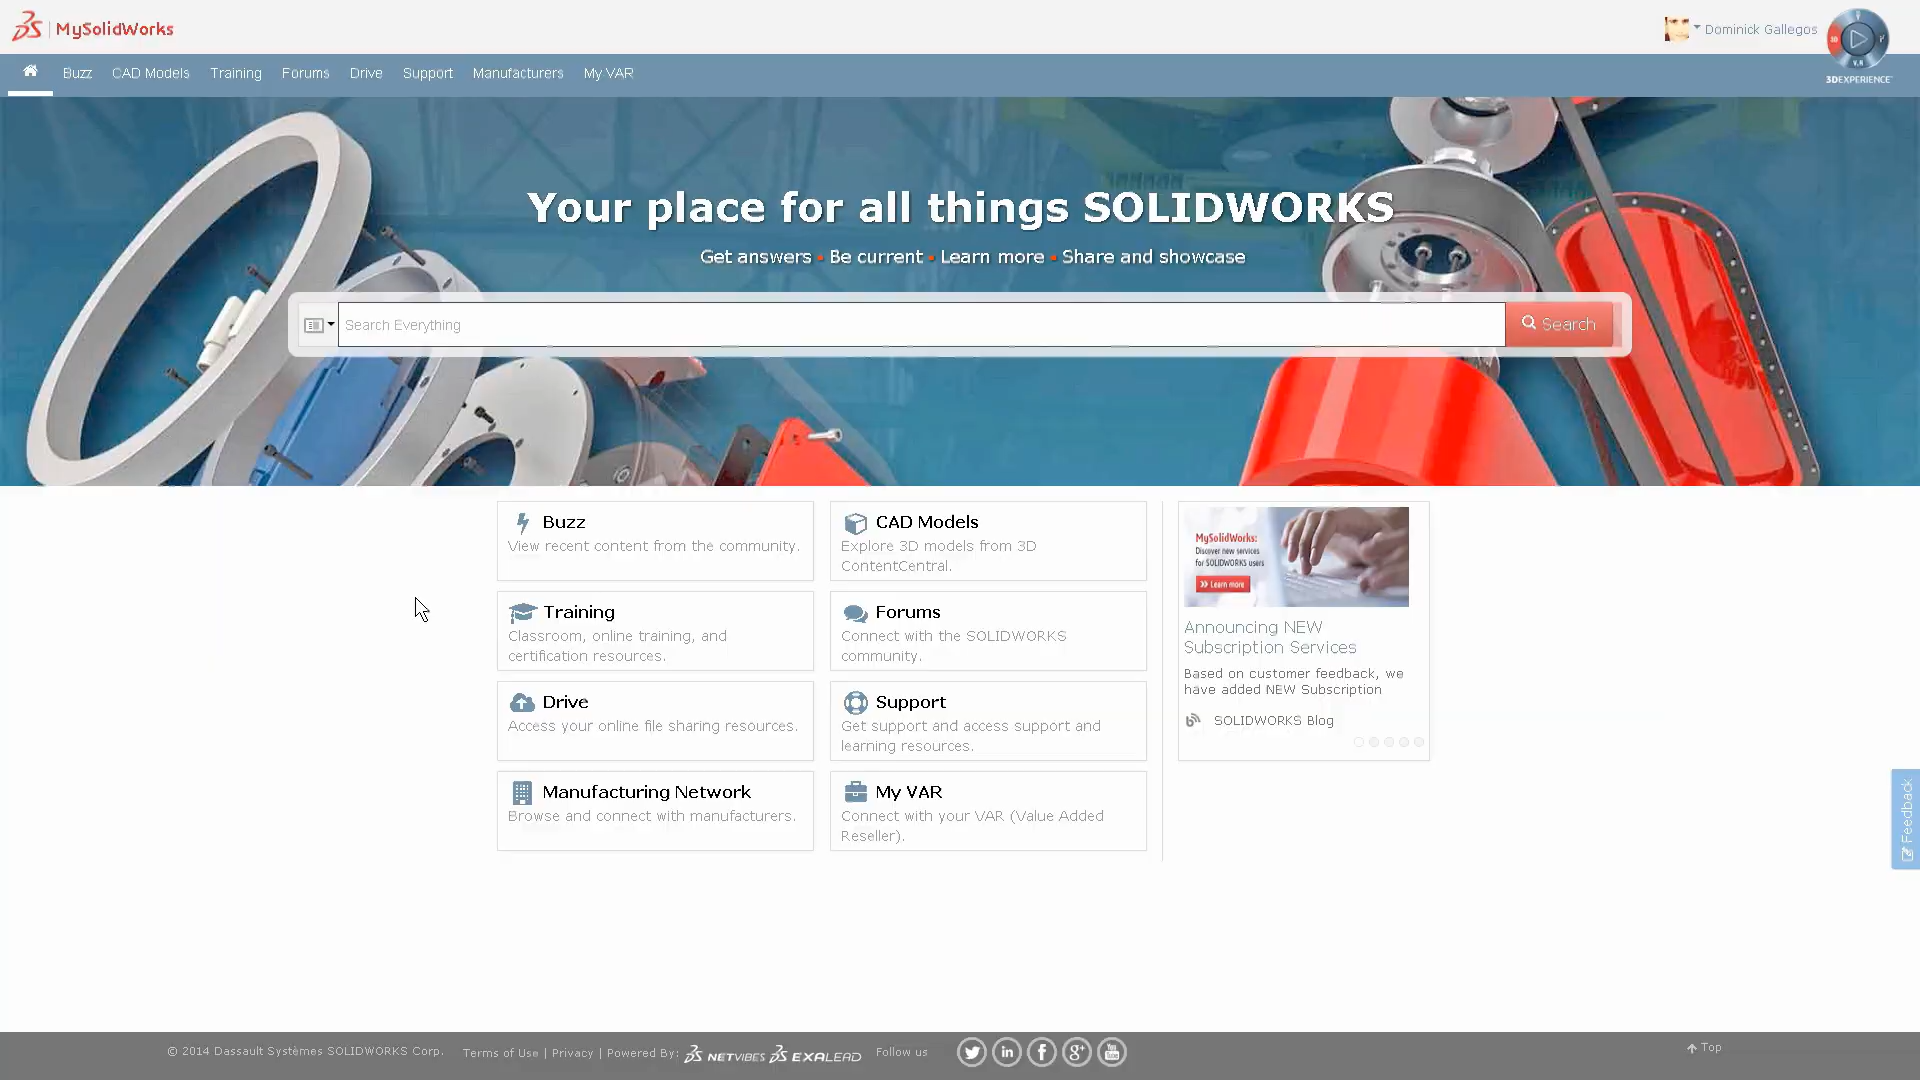 MySolidWorks
Dominick Gallegos
3DEXPERIENCE
Buzz CAD Models Training Forums Drive Support Manufacturers My VAR
Your place for all things SOLIDWORKS
Get answers • Be current • Learn more • Share and showcase
Search Everything
Search
Buzz
View recent content from the community.
CAD Models
Explore 3D models from 3D
ContentCentral.
Training
Classroom, online training, and
certification resources.
Forums
Connect with the SOLIDWORKS
community.
Drive
Access your online file sharing resources.
Support
Get support and access support and
learning resources.
Manufacturing Network
Browse and connect with manufacturers.
My VAR
Connect with your VAR (Value Added
Reseller).
MySolidWorks:
Discover new services
for SOLIDWORKS users
>> Learn more
Announcing NEW
Subscription Services
Based on customer feedback, we
have added NEW Subscription
SOLIDWORKS Blog
Feedback
© 2014 Dassault Systèmes SOLIDWORKS Corp. Terms of Use | Privacy | Powered By: NETVIBES EXALEAD Follow us
Top